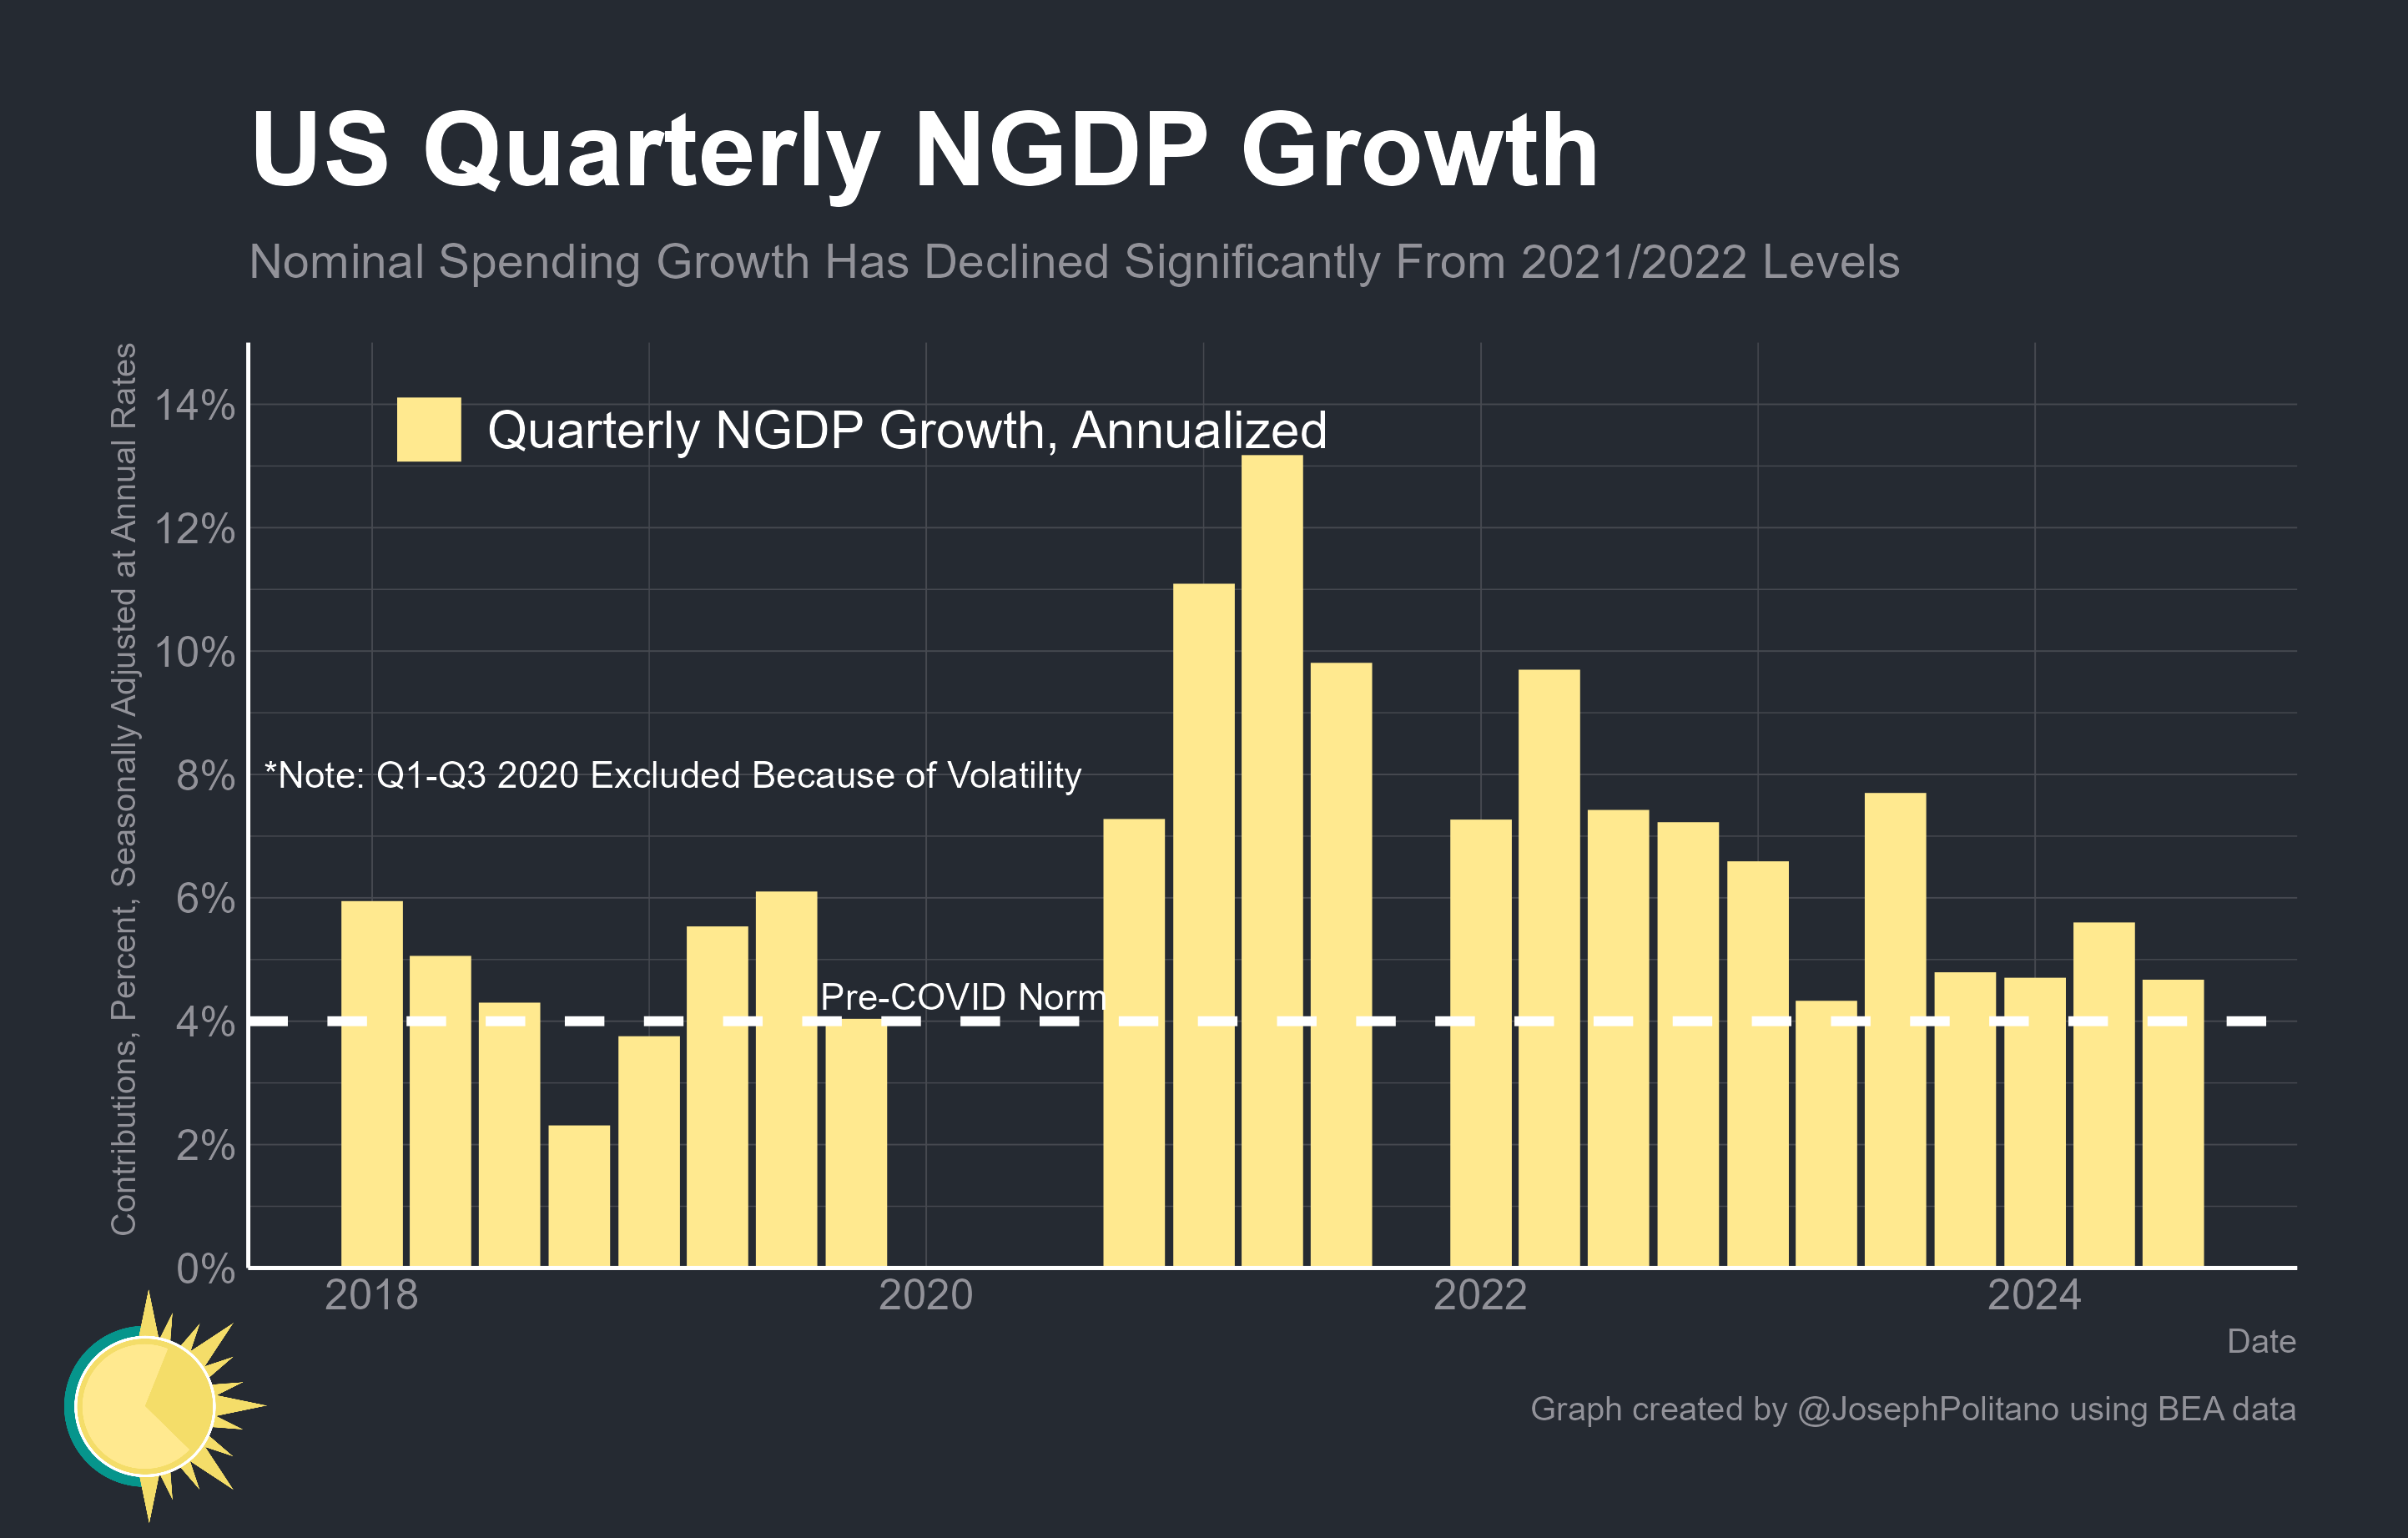 US Quarterly NGDP Growth
Nominal Spending Growth Has Declined Significantly From 2021/2022 Levels
Contributions, Percent, Seasonally Adjusted at Annual Rates
14%
12%
10%
8%
6%
4%
2%
0%
Quarterly NGDP Growth, Annualized
*Note: Q1-Q3 2020 Excluded Because of Volatility
Pre-COVID Norm
2018
2020
2022
2024
Date
Graph created by @JosephPolitano using BEA data